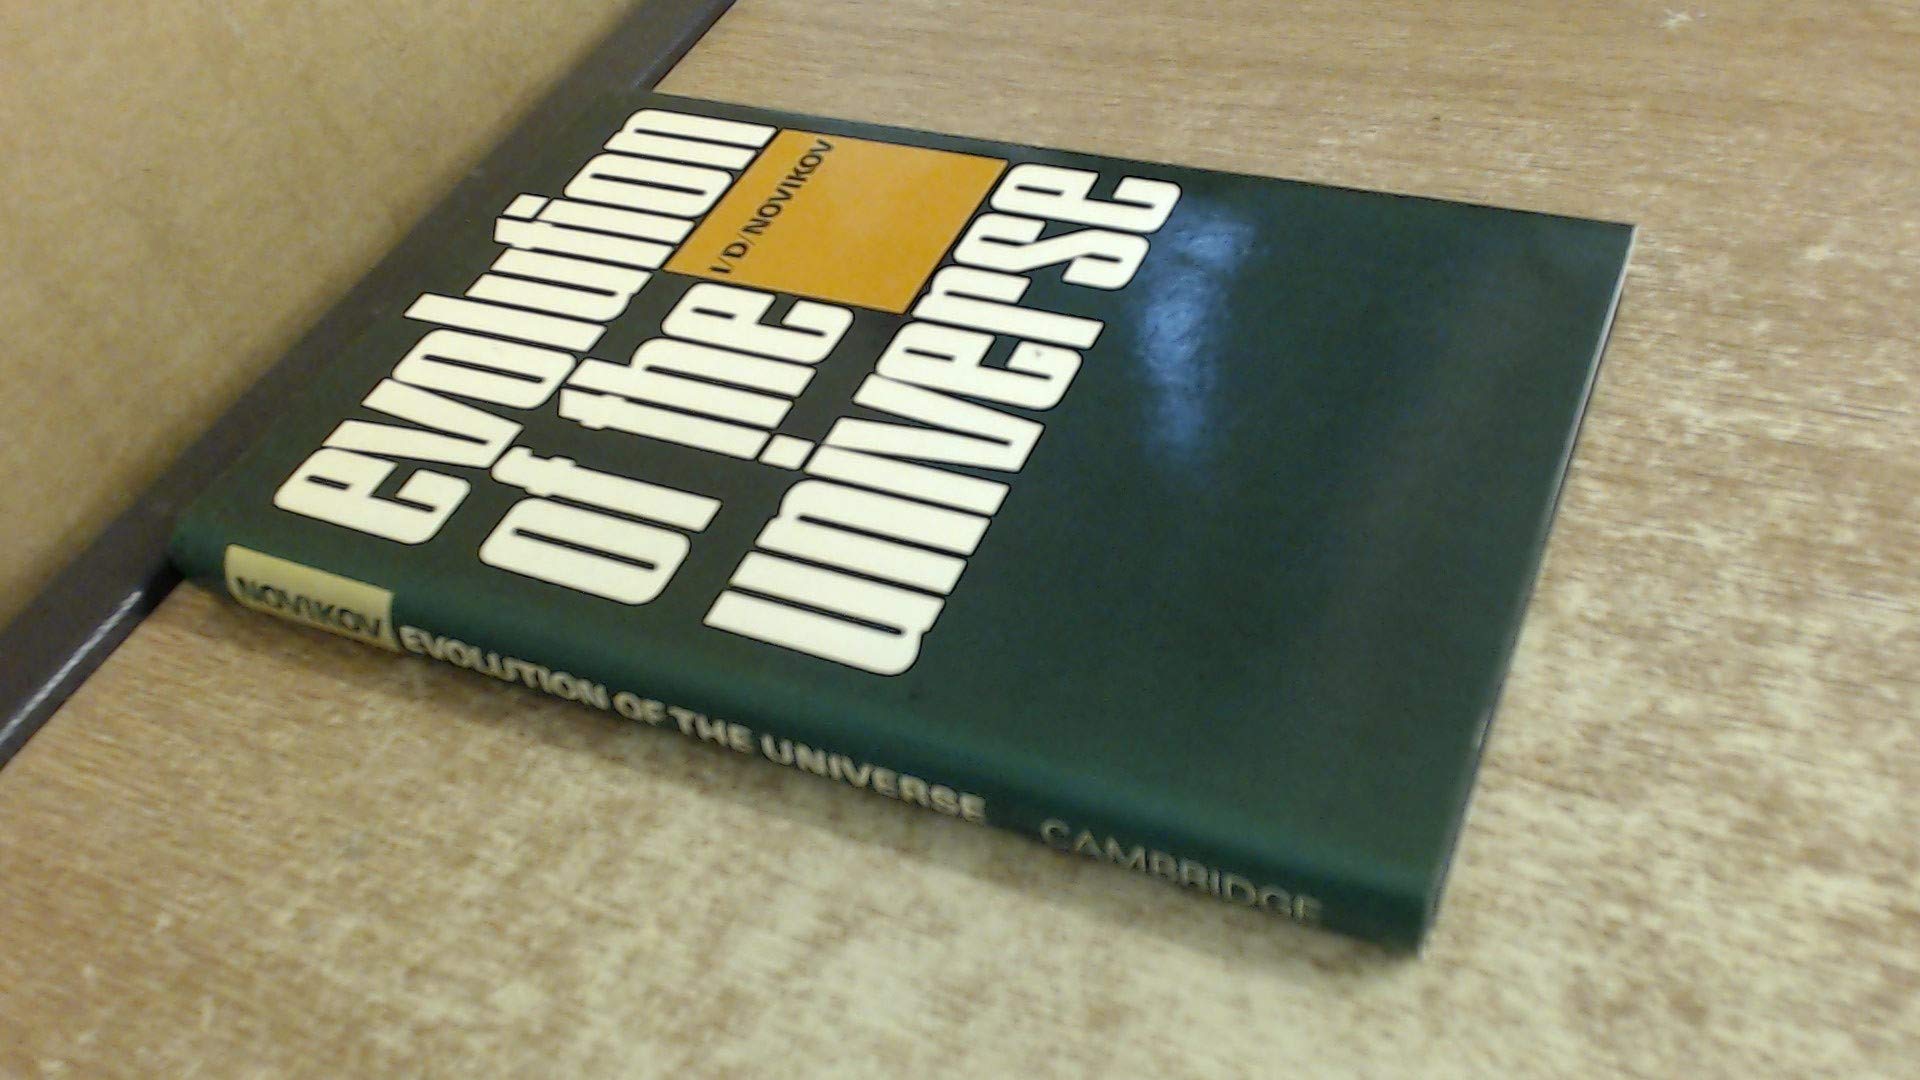 evolution
I/D/NOVIKOV
of the
universe
NOVIKOV EVOLUTION OF THE UNIVERSE CAMBRIDGE